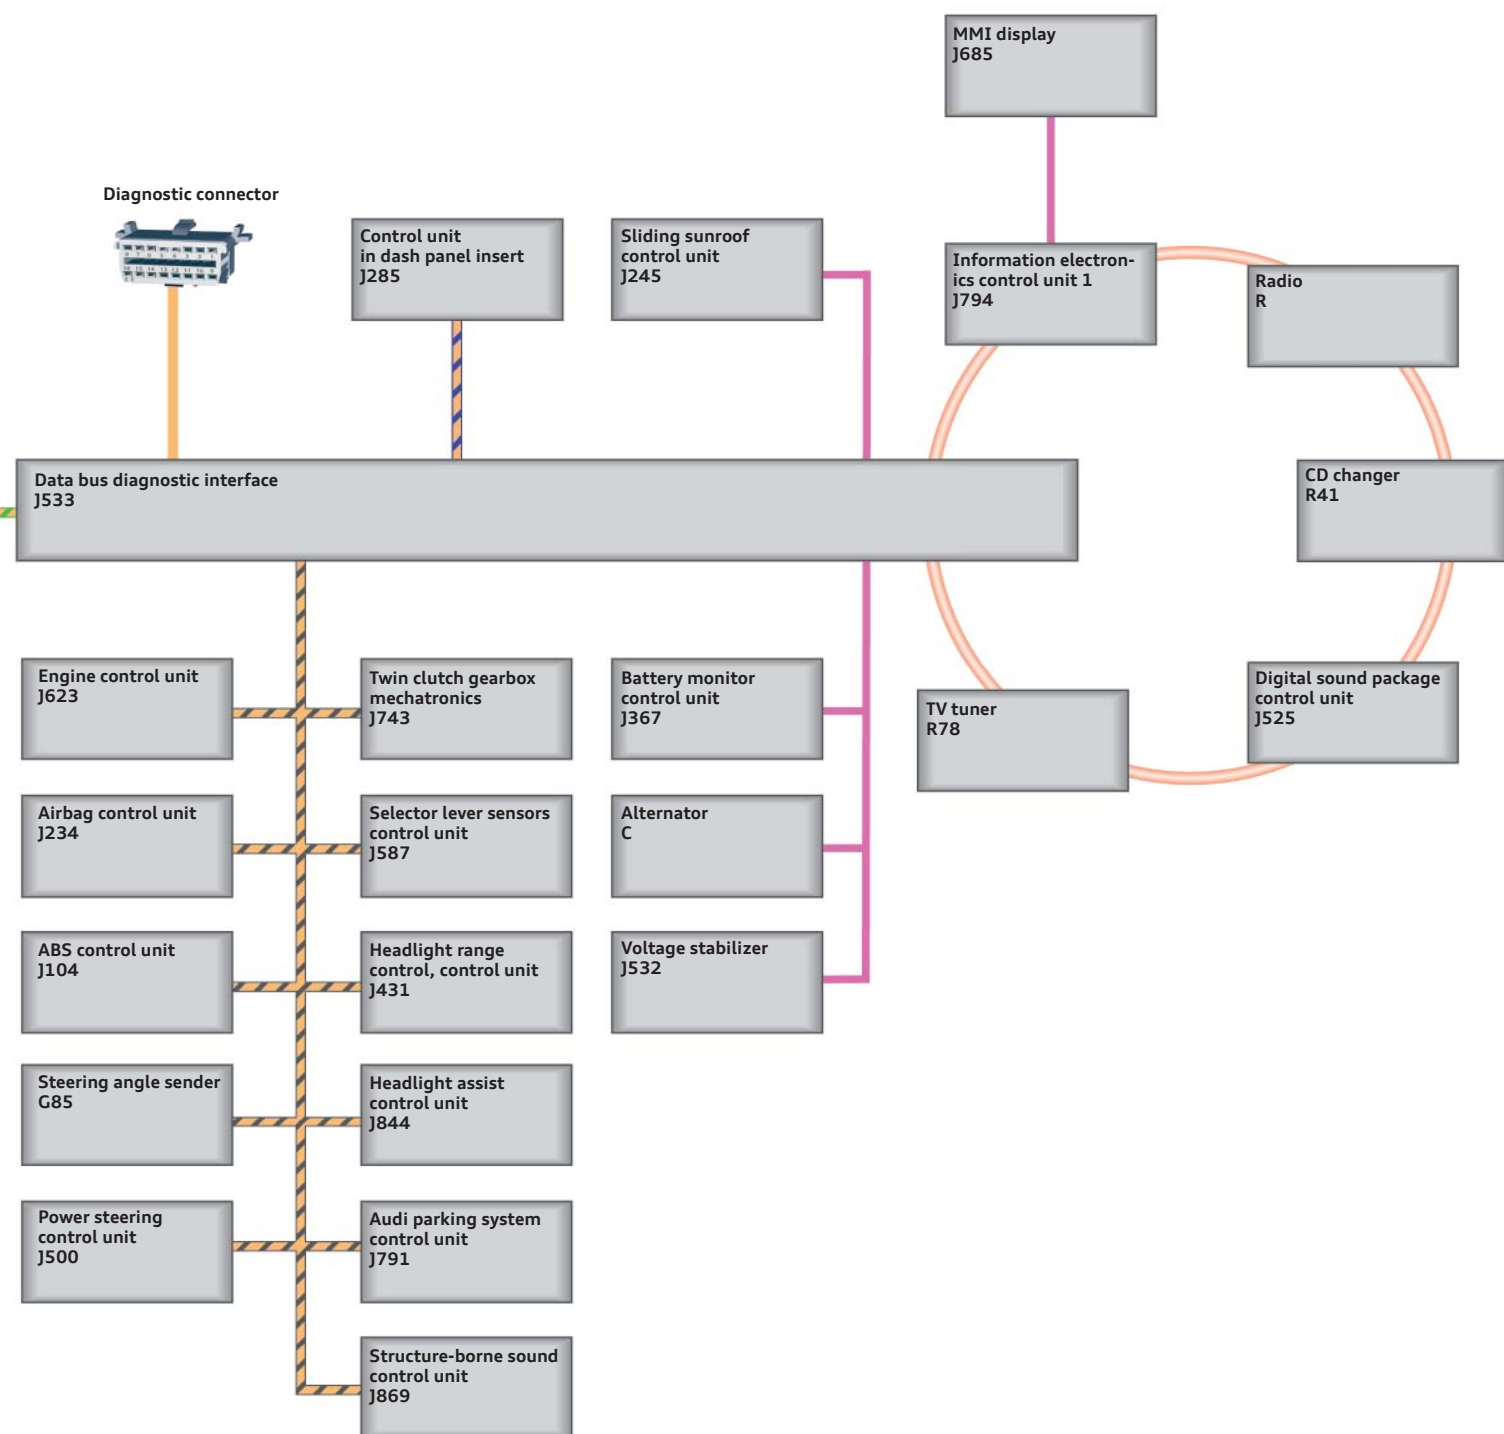 MMI display
J685
Diagnostic connector
Control unit
in dash panel insert
J285
Sliding sunroof
control unit
J245
Information electron-
ics control unit 1
J794
Radio
R
Data bus diagnostic interface
J533
CD changer
R41
Engine control unit
J623
Twin clutch gearbox
mechatronics
J743
Battery monitor
control unit
J367
TV tuner
R78
Digital sound package
control unit
J525
Airbag control unit
J234
Selector lever sensors
control unit
J587
Alternator
C
ABS control unit
J104
Headlight range
control, control unit
J431
Voltage stabilizer
J532
Steering angle sender
G85
Headlight assist
control unit
J844
Power steering
control unit
J500
Audi parking system
control unit
J791
Structure-borne sound
control unit
J869